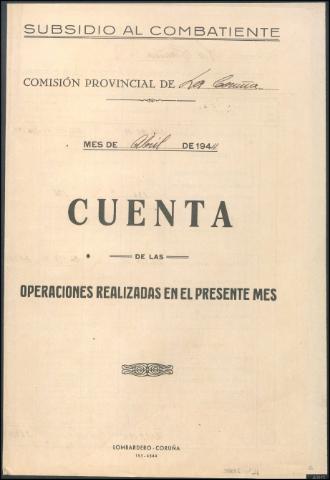 SUBSIDIO AL COMBATIENTE
COMISIÓN PROVINCIAL DE La Coruña
MES DE Abril DE 1941
CUENTA
DE LAS
OPERACIONES REALIZADAS EN EL PRESENTE MES
LOMBARDERO-CORUÑA